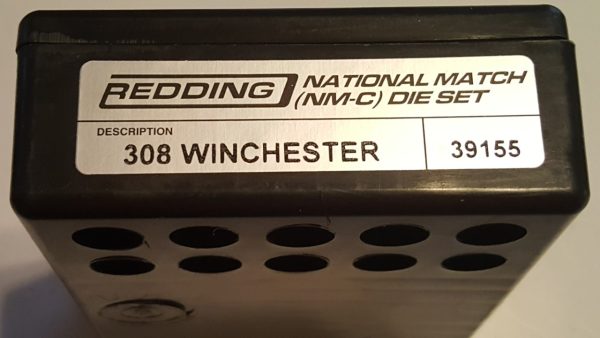 REDDING NATIONAL MATCH
(NM-C) DIE SET
DESCRIPTION
308 WINCHESTER 39155